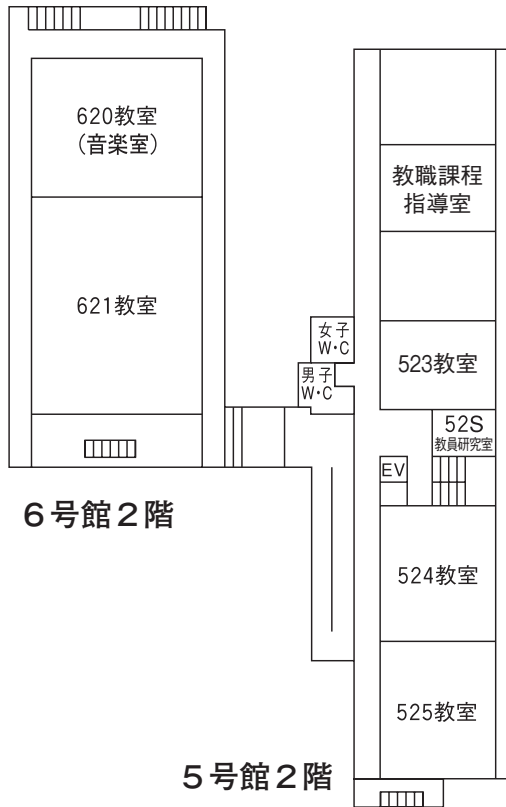 620教室
（音楽室）
621教室
6号館2階
教職課程
指導室
女子
W・C
男子
W・C
523教室
52S
教員研究室
EV
524教室
525教室
5号館2階